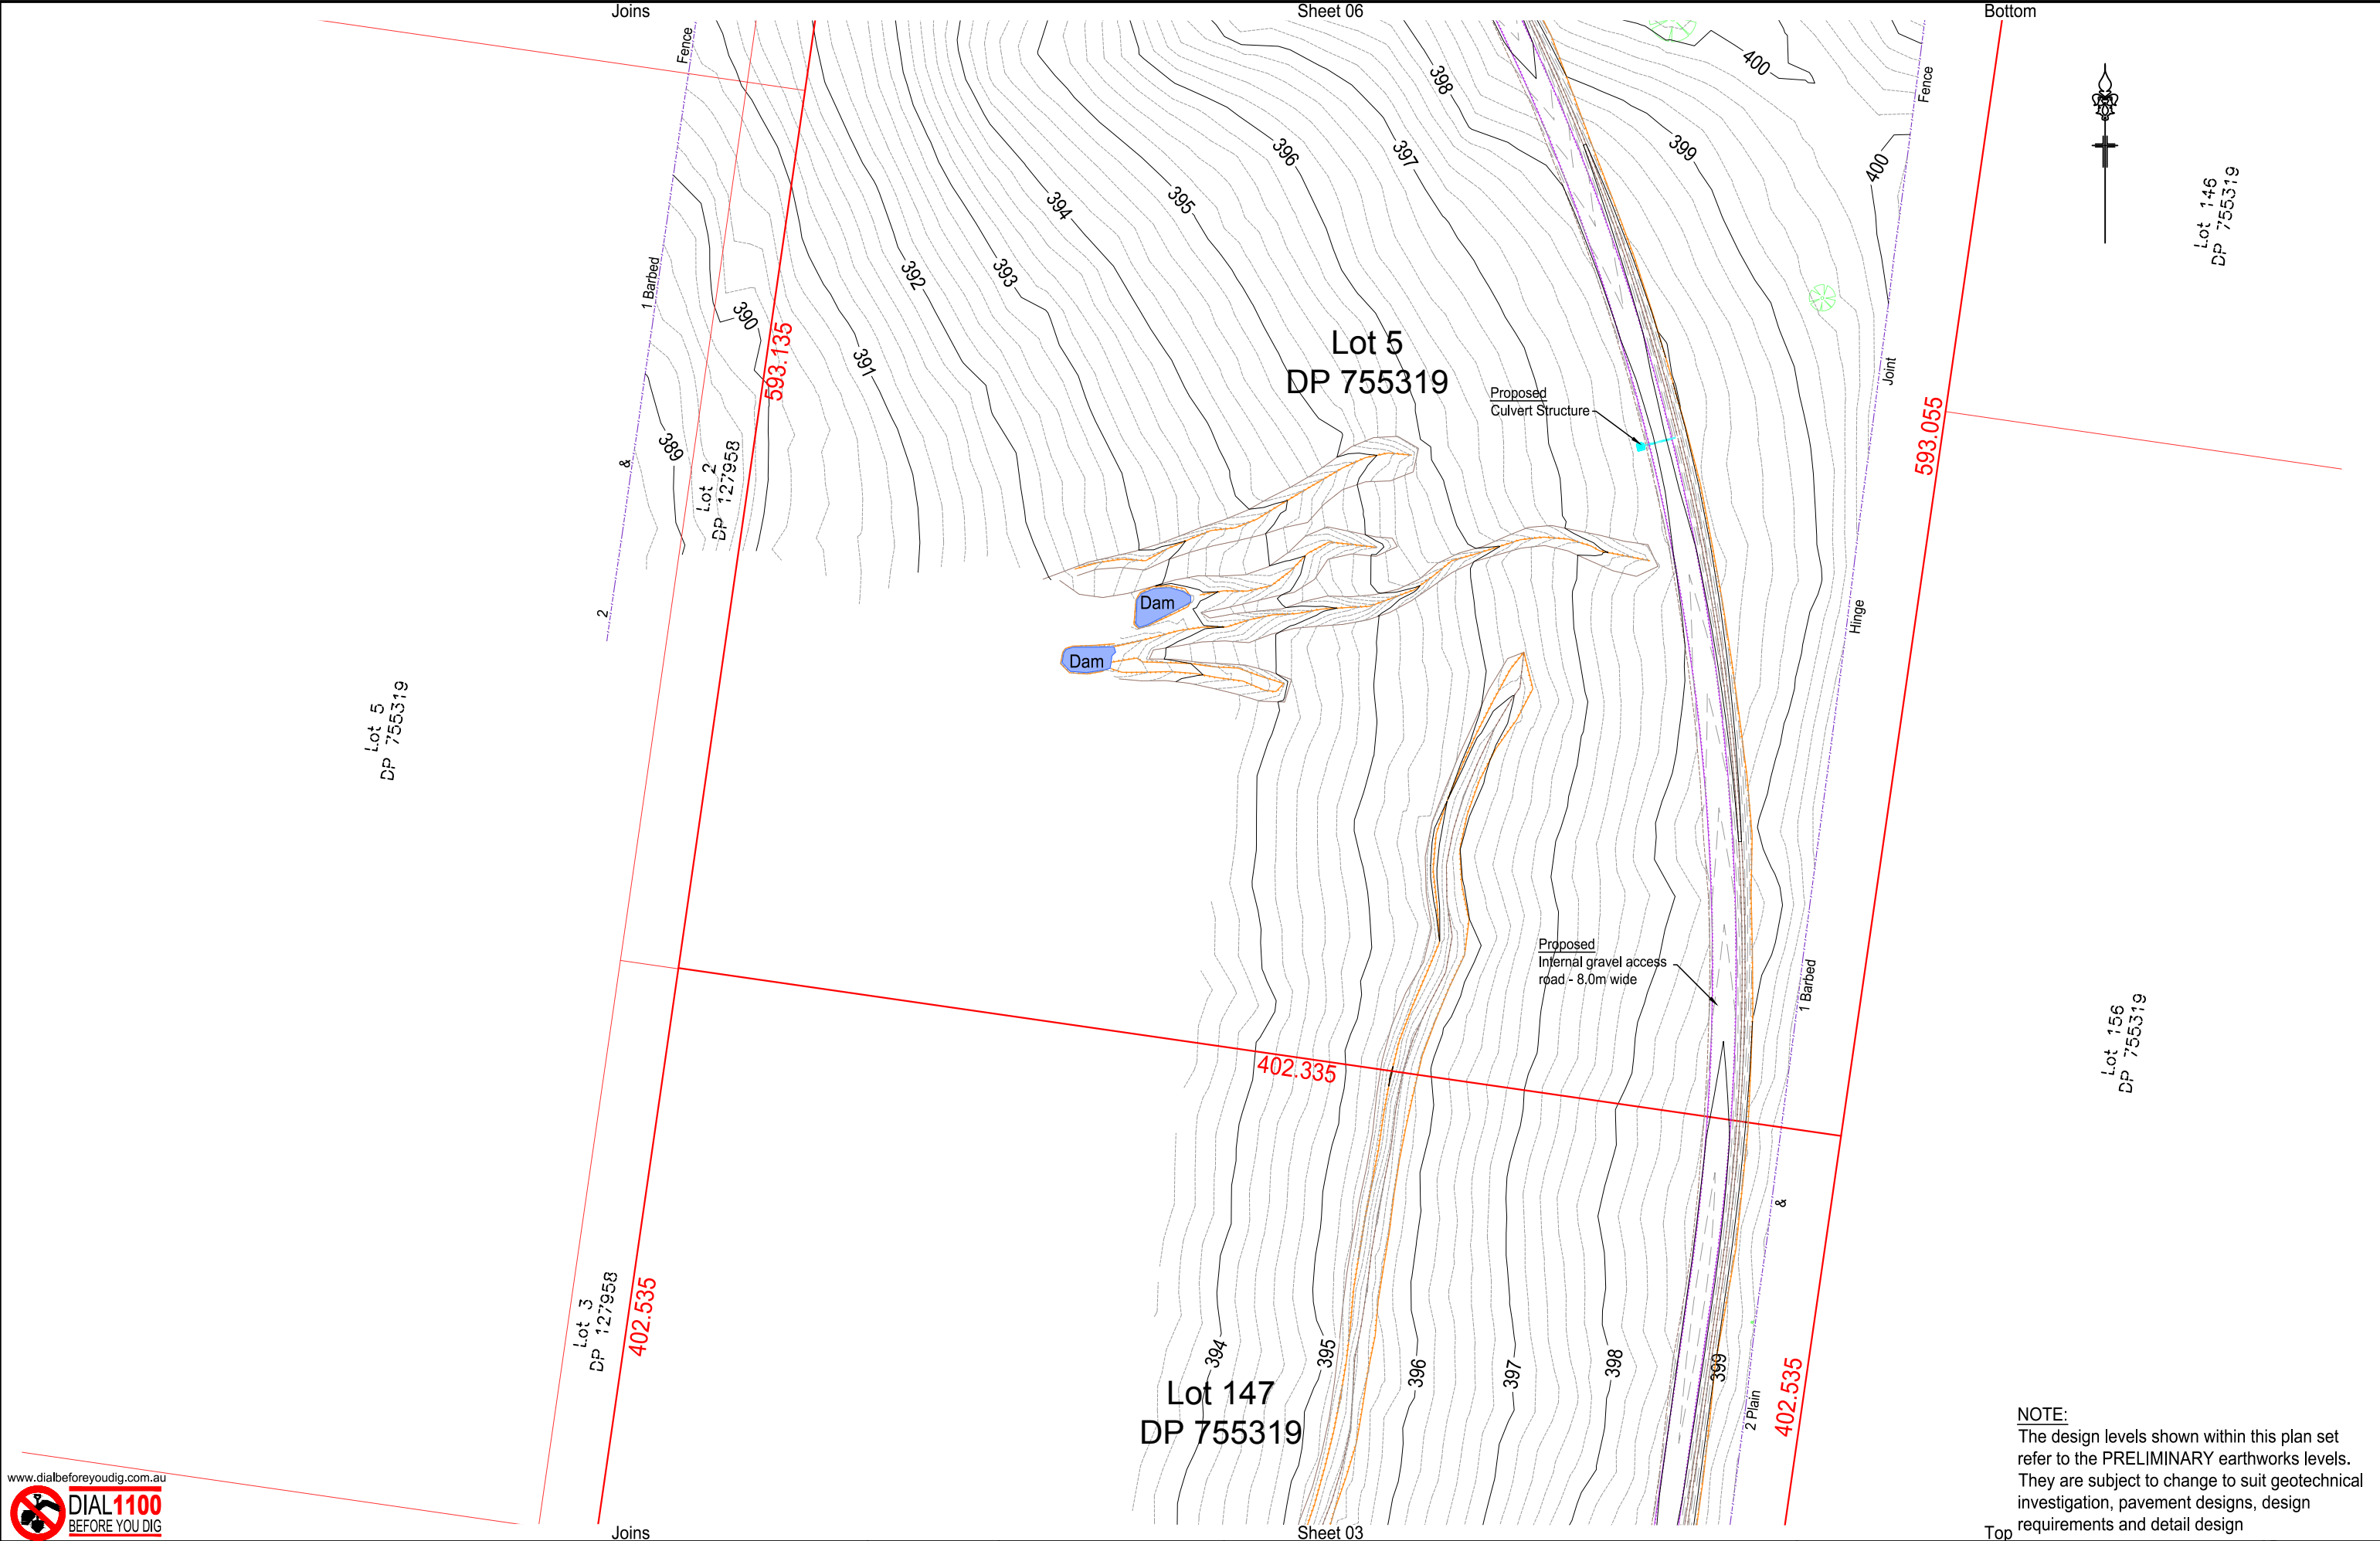 Joins
Sheet 06
Bottom
Fence
Fence
398
400
399
400
396
397
394
395
392
393
390
391
389
1 Barbed
593.135
Lot 146
DP 755319
Lot 5
DP 755319
Proposed
Culvert Structure
Joint
593.055
&
Lot 2
DP 127958
2
Dam
Dam
Hinge
Lot 5
DP 755319
Proposed
Internal gravel access
road - 8.0m wide
1 Barbed
Lot 156
DP 755319
402.335
&
Lot 3
DP 127958
402.535
394
395
396
397
398
399
2 Plain
402.535
Lot 147
DP 755319
NOTE:
The design levels shown within this plan set
refer to the PRELIMINARY earthworks levels.
They are subject to change to suit geotechnical
investigation, pavement designs, design
requirements and detail design
www.dialbeforeyoudig.com.au
DIAL1100
BEFORE YOU DIG
Joins
Sheet 03
Top